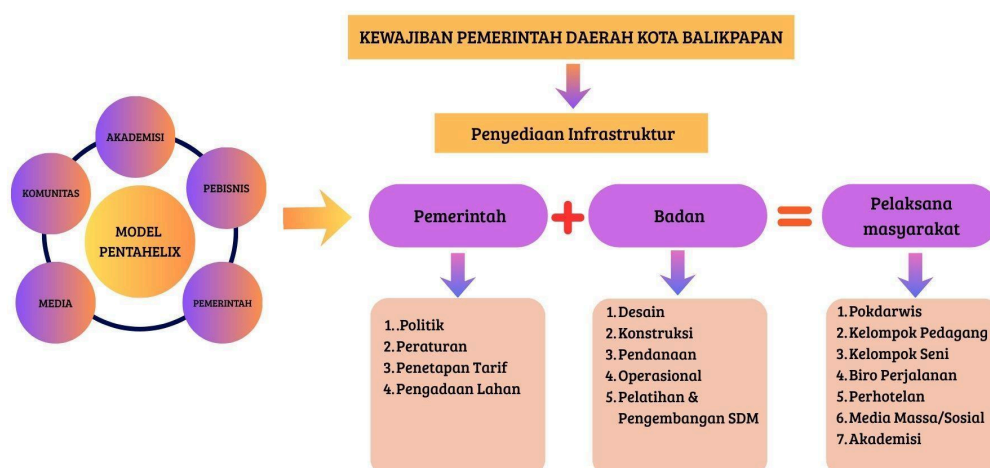 KEWAJIBAN PEMERINTAH DAERAH KOTA BALIKPAPAN
Penyediaan Infrastruktur
AKADEMISI
KOMUNITAS
PEBISNIS
MODEL
PENTAHELIX
MEDIA
PEMERINTAH
Pemerintah
+
Badan
=
Pelaksana
masyarakat
1. .Politik
2. Peraturan
3. Penetapan Tarif
4. Pengadaan Lahan
1. Desain
2. Konstruksi
3. Pendanaan
4. Operasional
5. Pelatihan &
Pengembangan SDM
1. Pokdarwis
2. Kelompok Pedagang
3. Kelompok Seni
4. Biro Perjalanan
5. Perhotelan
6. Media Massa/Sosial
7. Akademisi